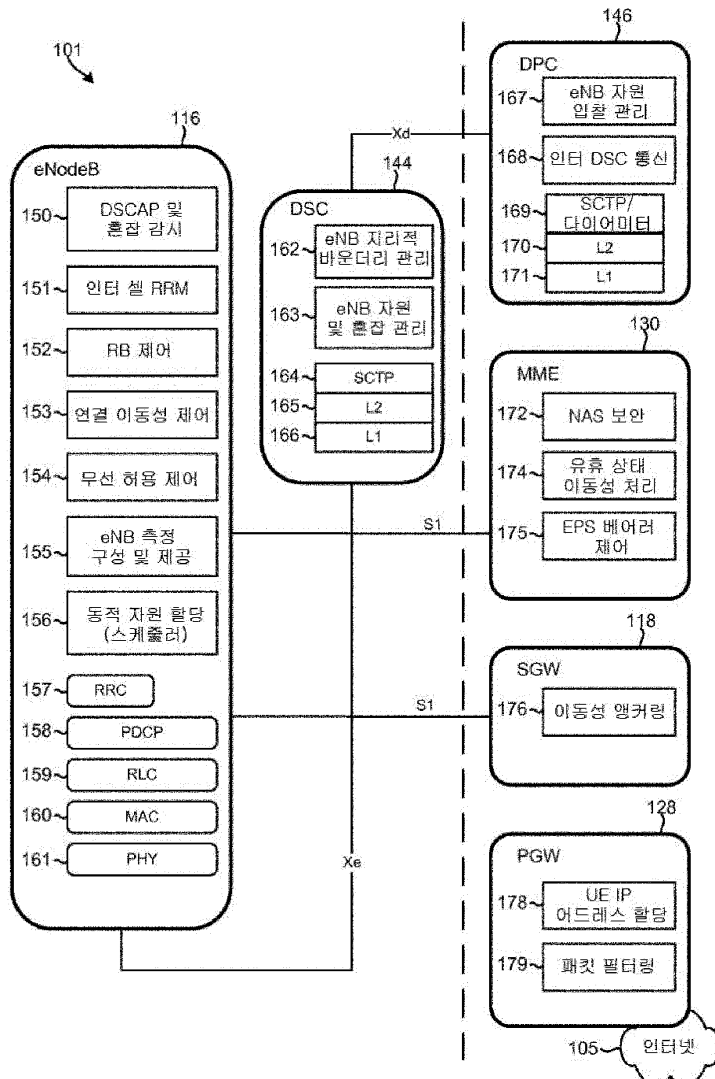 101
116
eNodeB
150
DSCAP 및
혼잡 감시
151
인터 셀 RRM
152
RB 제어
153
연결 이동성 제어
154
무선 허용 제어
155
eNB 측정
구성 및 제공
156
동적 자원 할당
(스케줄러)
157
RRC
158
PDCP
159
RLC
160
MAC
161
PHY
Xd
144
DSC
162
eNB 지리적
바운더리 관리
163
eNB 자원
및 혼잡 관리
164
SCTP
165
L2
166
L1
S1
S1
Xe
146
DPC
167
eNB 자원
입찰 관리
168
인터 DSC 통신
169
SCTP/
다이어미터
170
L2
171
L1
130
MME
172
NAS 보안
174
유휴 상태
이동성 처리
175
EPS 베어러
제어
118
SGW
176
이동성 앵커링
128
PGW
178
UE IP
어드레스 할당
179
패킷 필터링
105
인터넷